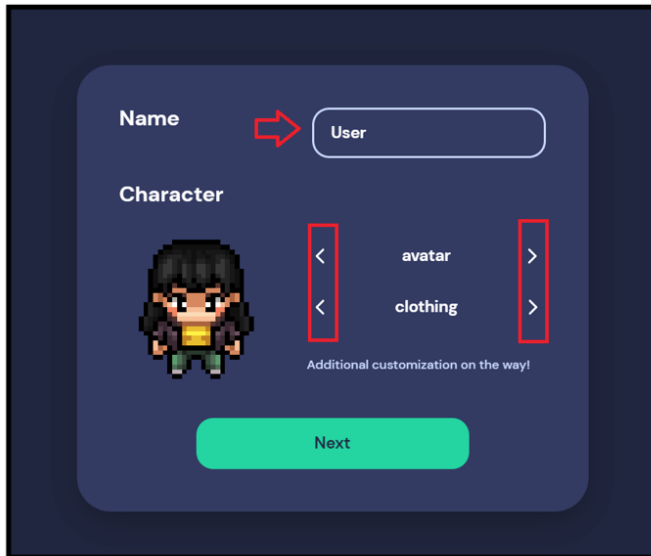 Name
User
Character
avatar
clothing
Additional customization on the way!
Next